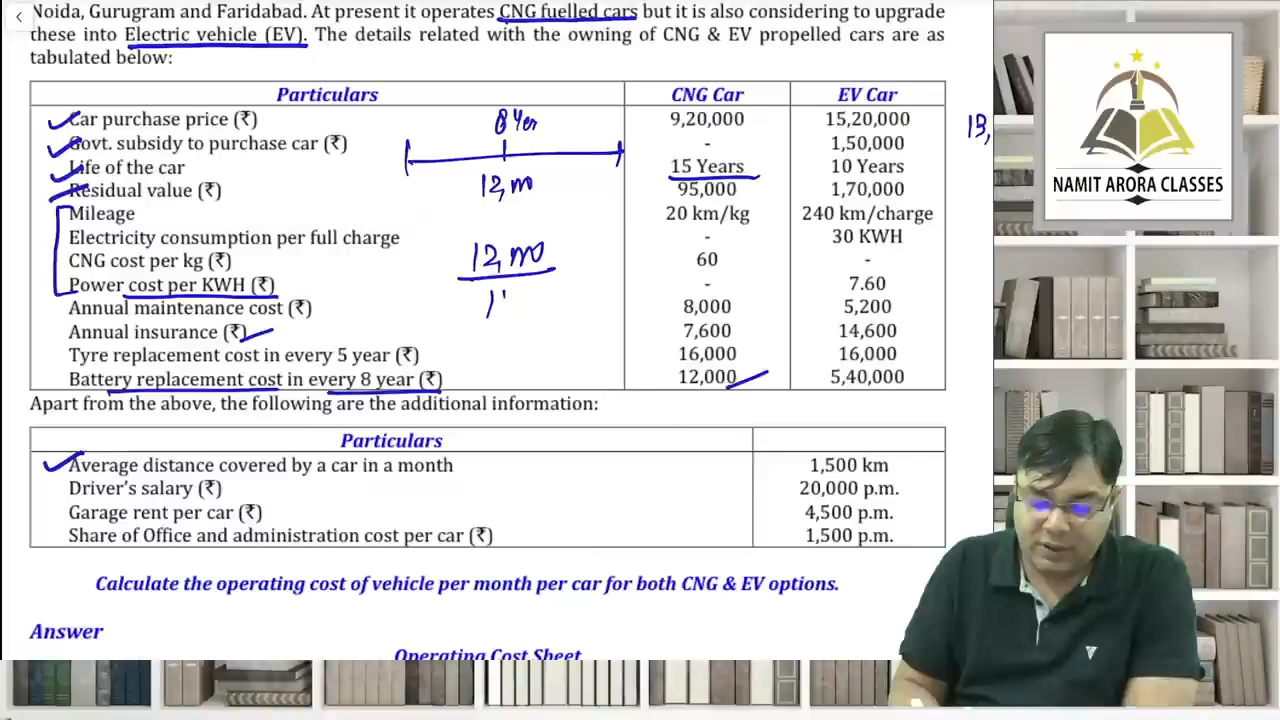 Noida, Gurugram and Faridabad. At present it operates CNG fuelled cars but it is also considering to upgrade
these into Electric vehicle (EV). The details related with the owning of CNG & EV propelled cars are as
tabulated below:
Particulars CNG Car EV Car
Car purchase price (₹) 9,20,000 15,20,000
Govt. subsidy to purchase car (₹) - 1,50,000
Life of the car 15 Years 10 Years
Residual value (₹) 95,000 1,70,000
Mileage 20 km/kg 240 km/charge
Electricity consumption per full charge - 30 KWH
CNG cost per kg (₹) 60 -
Power cost per KWH (₹) - 7.60
Annual maintenance cost (₹) 8,000 5,200
Annual insurance (₹) 7,600 14,600
Tyre replacement cost in every 5 year (₹) 16,000 16,000
Battery replacement cost in every 8 year (₹) 12,000 5,40,000
8 Yer
12,000
12,000
13,
Apart from the above, the following are the additional information:
Particulars
Average distance covered by a car in a month 1,500 km
Driver's salary (₹) 20,000 p.m.
Garage rent per car (₹) 4,500 p.m.
Share of Office and administration cost per car (₹) 1,500 p.m.
Calculate the operating cost of vehicle per month per car for both CNG & EV options.
Answer
Operating Cost Sheet
NAMIT ARORA CLASSES